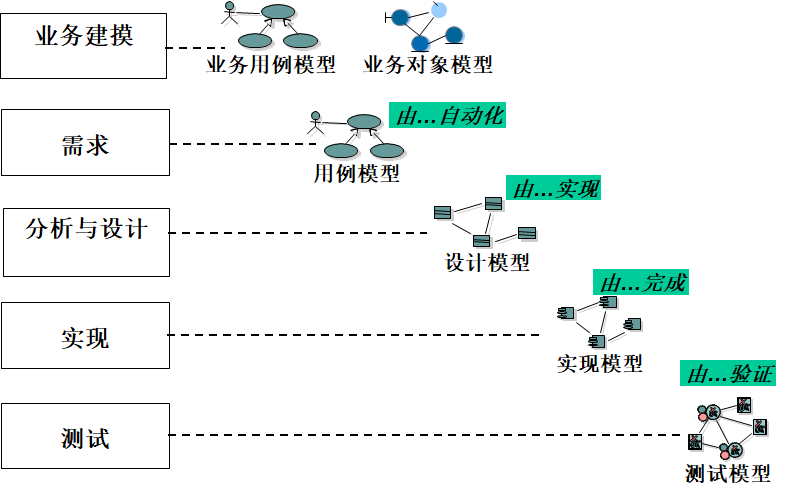 业务建摸
业务用例模型
业务对象模型
需求
由...自动化
用例模型
分析与设计
由...实现
设计模型
实现
由...完成
实现模型
测试
由...验证
测试模型